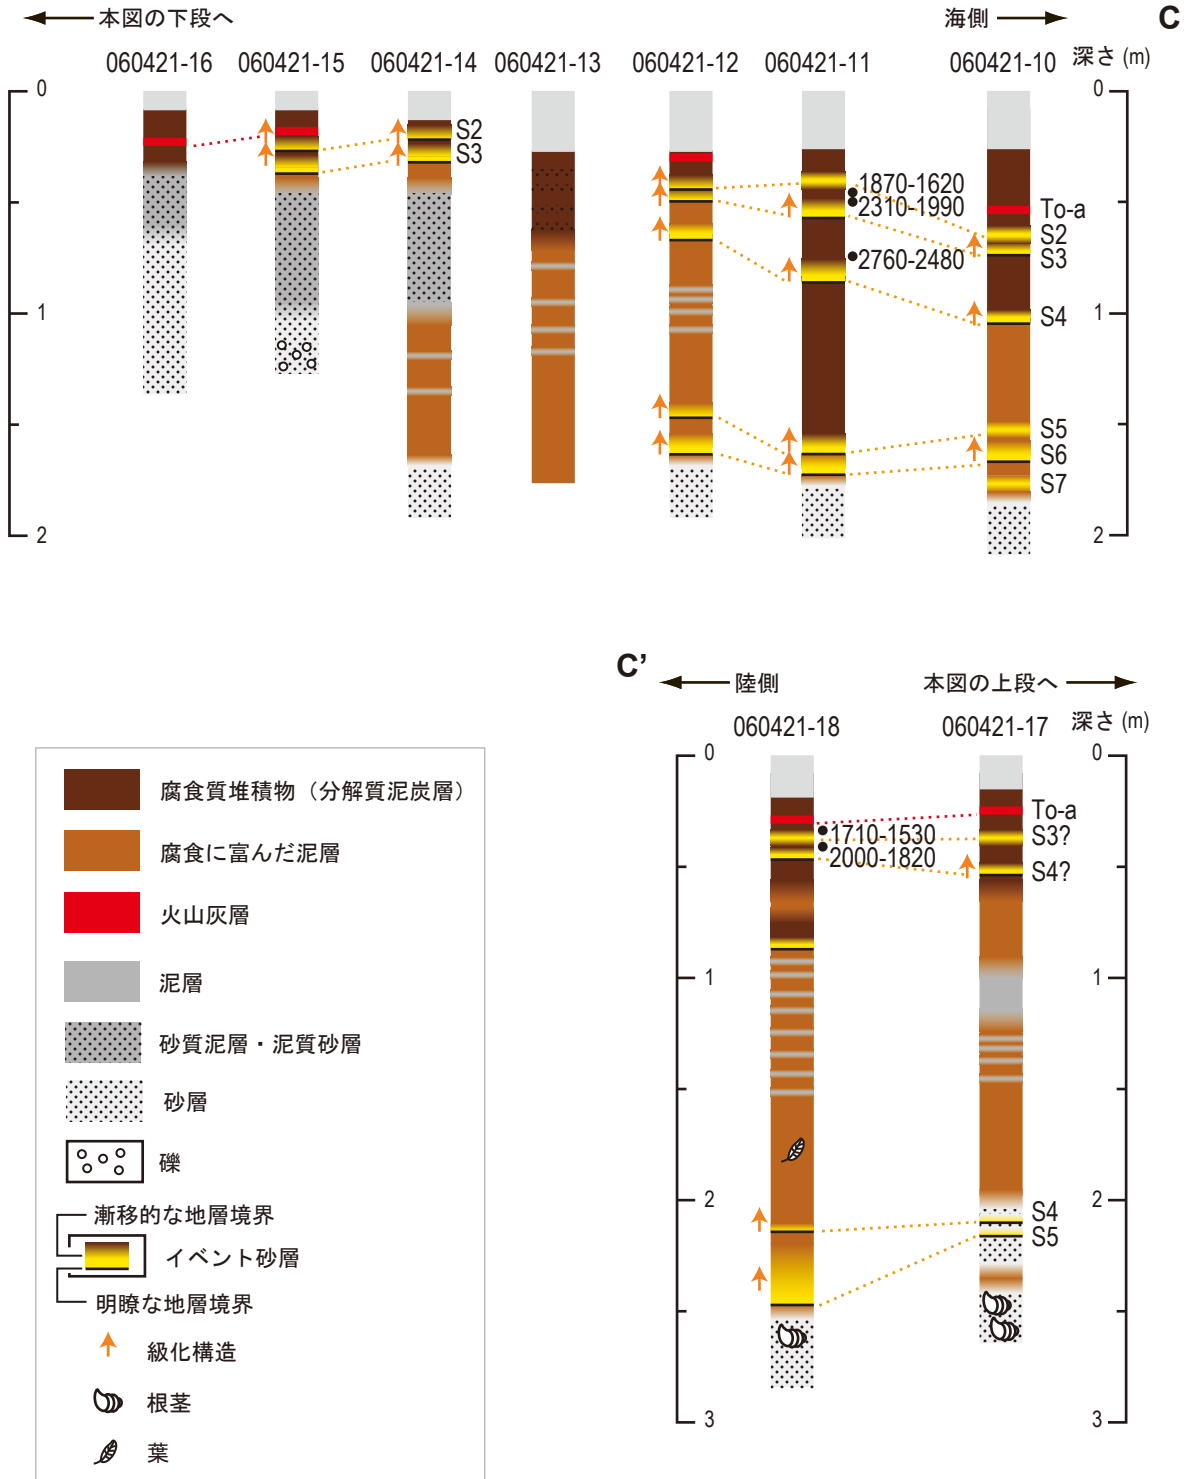 本図の下段へ
海側
C
060421-16
060421-15
060421-14
060421-13
060421-12
060421-11
060421-10
深さ (m)
0
1
2
S2
S3
1870-1620
2310-1990
2760-2480
To-a
S2
S3
S4
S5
S6
S7
0
1
2
C’
陸側
本図の上段へ
060421-18
060421-17
深さ (m)
0
1
2
3
1710-1530
2000-1820
To-a
S3?
S4?
S4
S5
0
1
2
3
腐食質堆積物（分解質泥炭層）
腐食に富んだ泥層
火山灰層
泥層
砂質泥層・泥質砂層
砂層
礫
漸移的な地層境界
イベント砂層
明瞭な地層境界
級化構造
根茎
葉